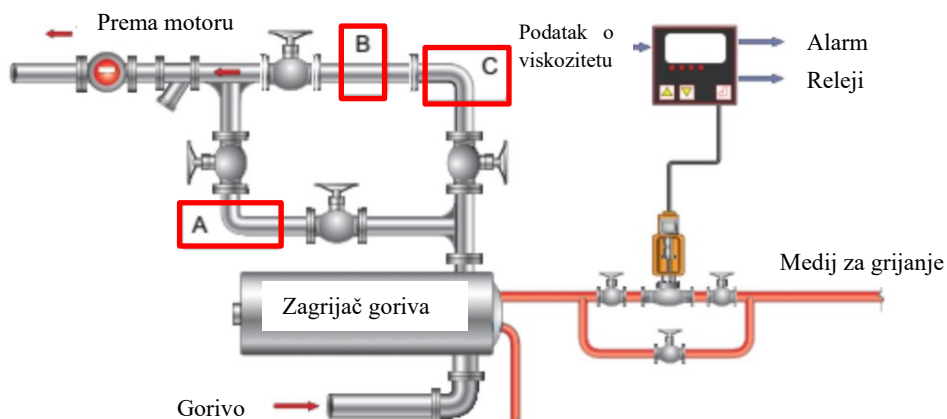 Prema motoru
B
C
Podatak o
viskozitetu
Alarm
Releji
A
Medij za grijanje
Zagrijač goriva
Gorivo